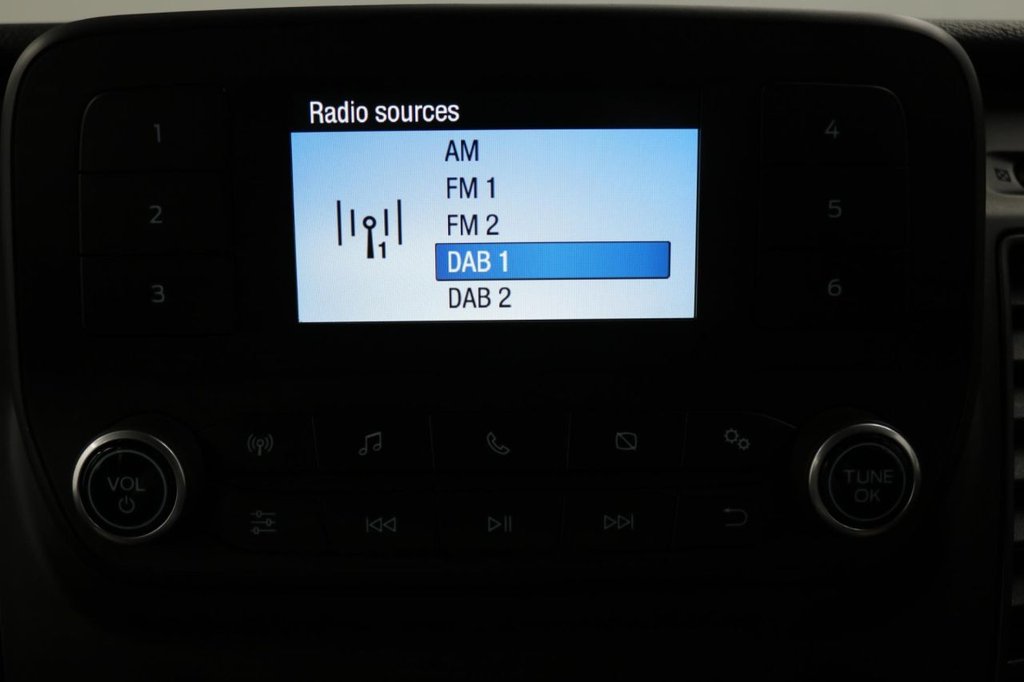 Radio sources
AM
FM 1
FM 2
DAB 1
DAB 2
1
1
2
3
4
5
6
VOL
TUNE
OK